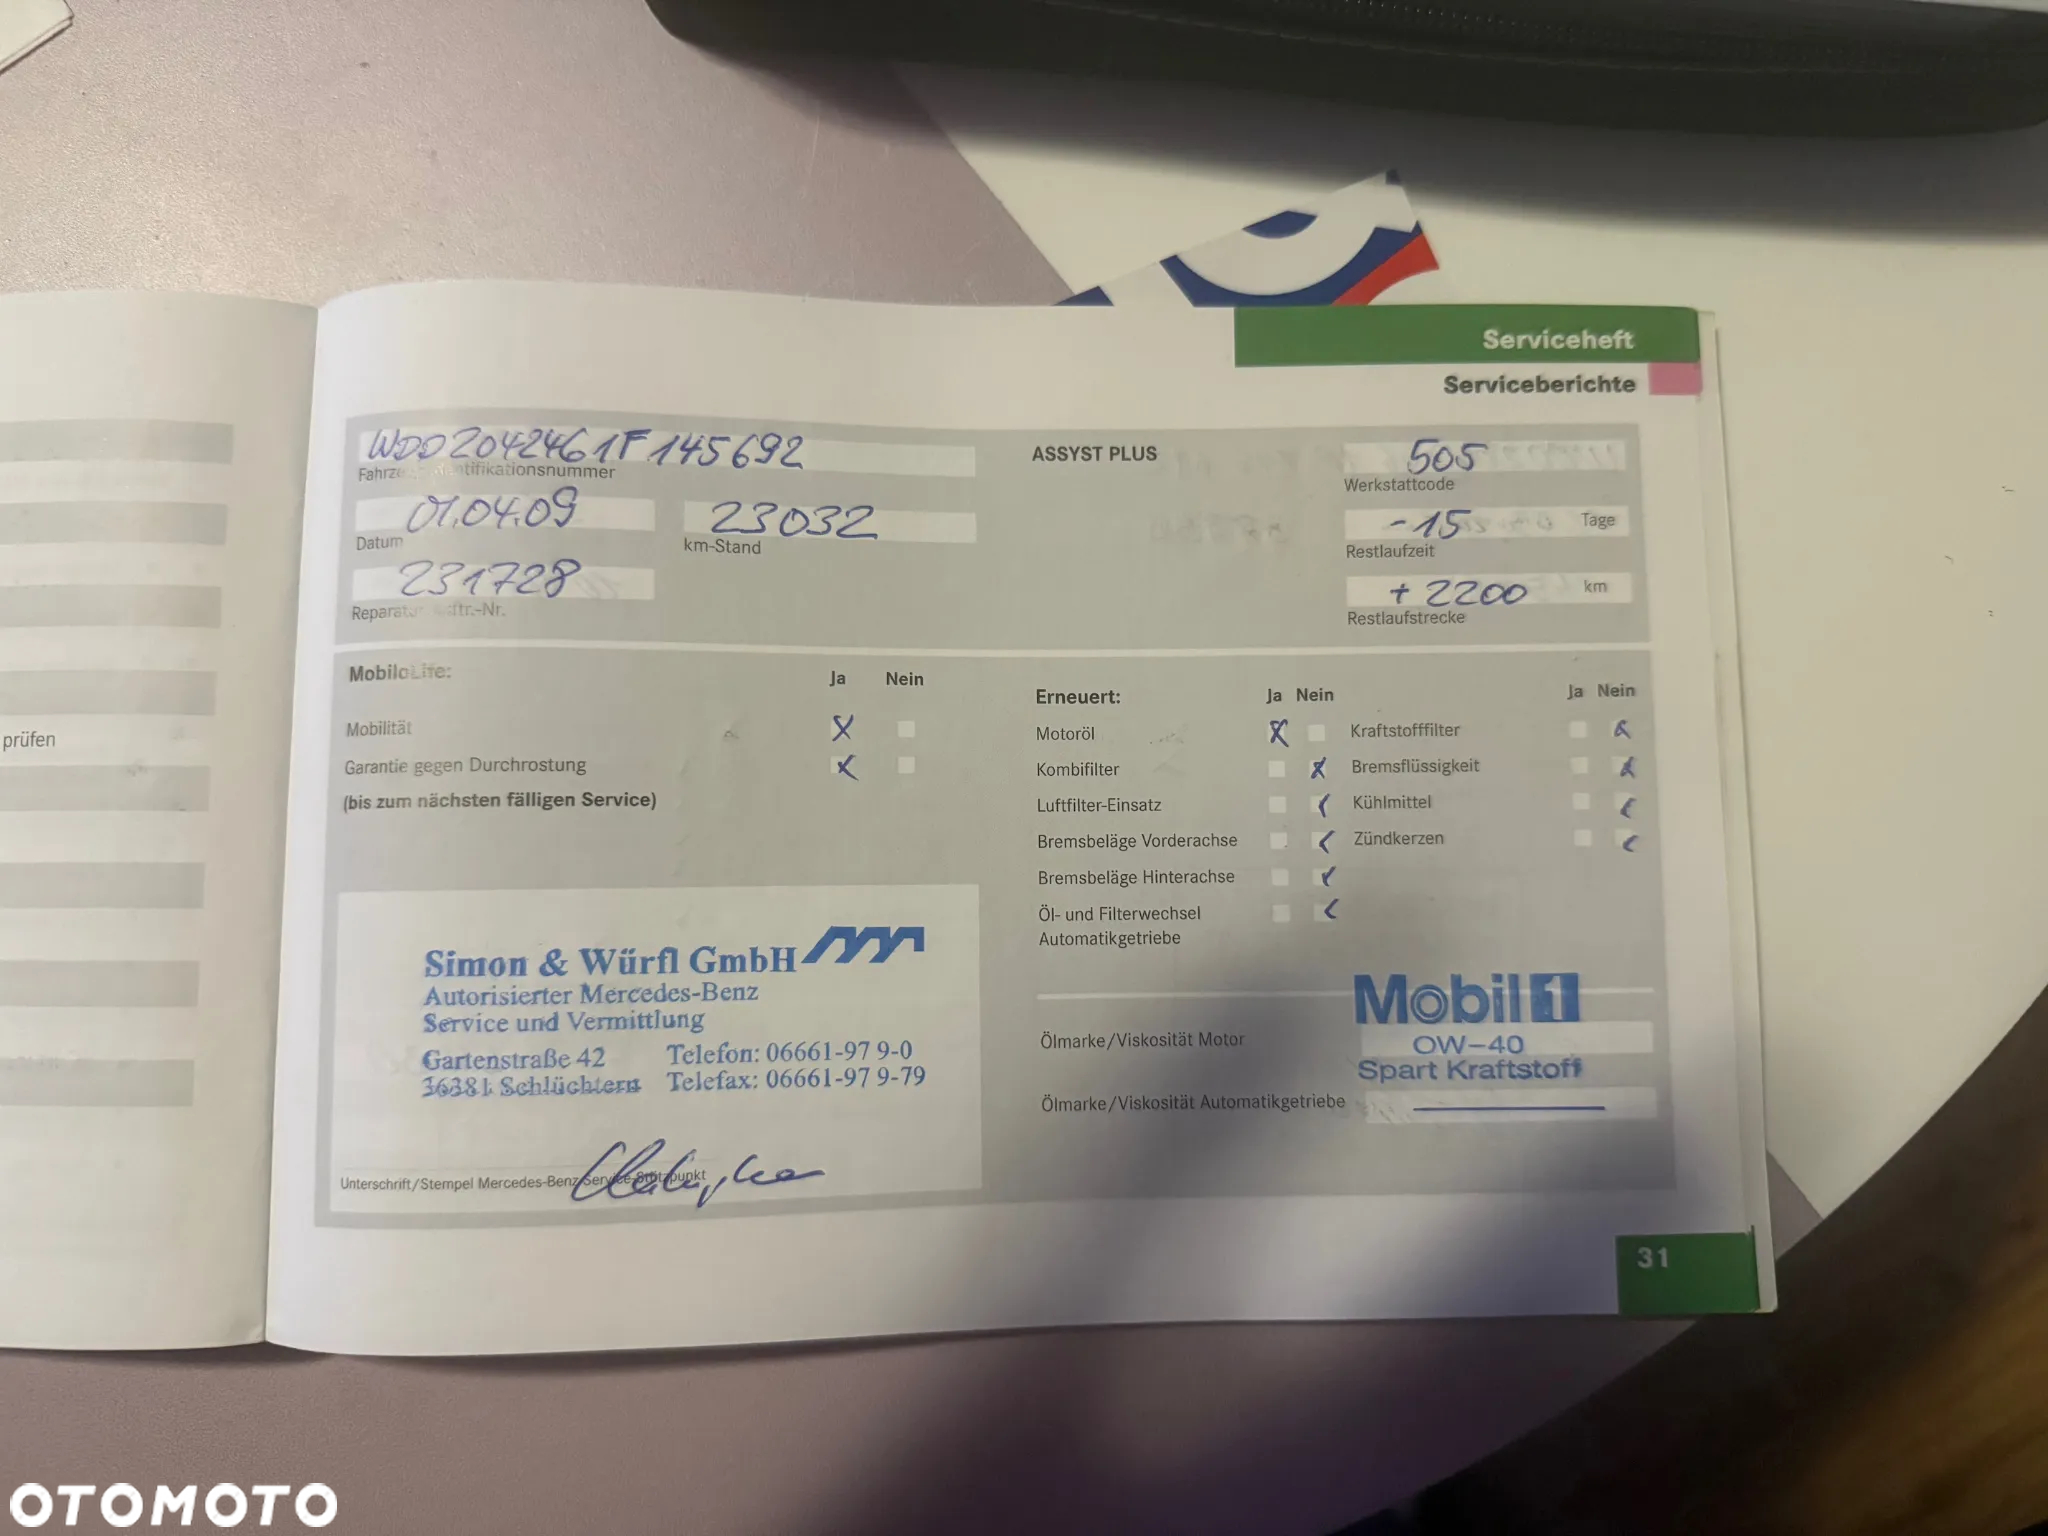 Serviceheft
Serviceberichte
WDD2042461F145692
Fahrze ntifikationsnummer
01.04.09
Datum
23032
km-Stand
231728
Reparatur ftr.-Nr.
ASSYST PLUS
505
Werkstattcode
-15 Tage
Restlaufzeit
+2200 km
Restlaufstrecke
MobiloLife:
Ja Nein
Mobilität
Garantie gegen Durchrostung
(bis zum nächsten fälligen Service)
Simon & Würfl GmbH
Autorisierter Mercedes-Benz
Service und Vermittlung
Gartenstraße 42 Telefon: 06661-97 9-0
36381 Schlüchtern Telefax: 06661-97 9-79
Unterschrift/Stempel Mercedes-Benz Service-Stützpunkt
Erneuert: Ja Nein Ja Nein
Motoröl Kraftstofffilter
Kombifilter Bremsflüssigkeit
Luftfilter-Einsatz Kühlmittel
Bremsbeläge Vorderachse Zündkerzen
Bremsbeläge Hinterachse
Öl- und Filterwechsel
Automatikgetriebe
Mobil 1
Ölmarke/Viskosität Motor OW-40
Spart Kraftstoff
Ölmarke/Viskosität Automatikgetriebe
31
prüfen
OTOMOTO